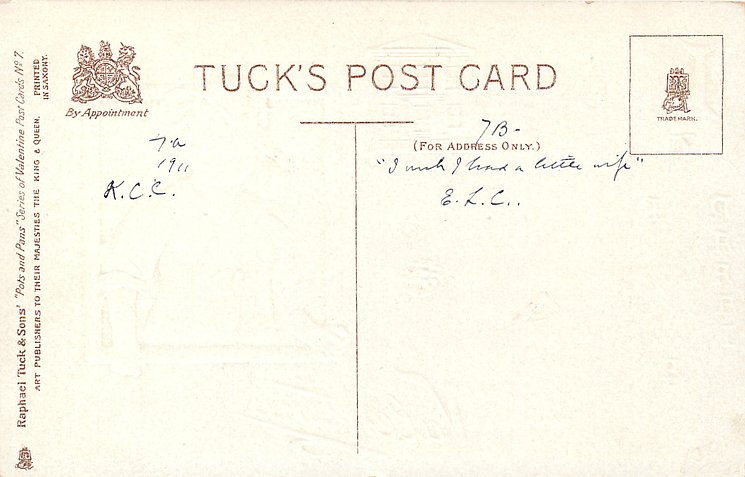 Raphael Tuck & Sons' "Pots and Pans" Series of Valentine Post Cards No 7.
ART PUBLISHERS TO THEIR MAJESTIES THE KING & QUEEN.
PRINTED
IN SAXONY.
By Appointment
TUCK'S POST CARD
TRADE MARK.
7a
1911
K.C.C.
7B-
(FOR ADDRESS ONLY.)
"I wish I had a little wife"
E.L.C..